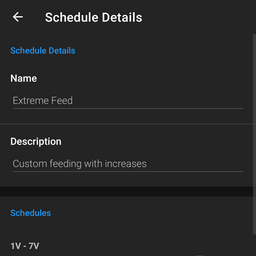 Schedule Details
Schedule Details
Name
Extreme Feed
Description
Custom feeding with increases
Schedules
1V - 7V